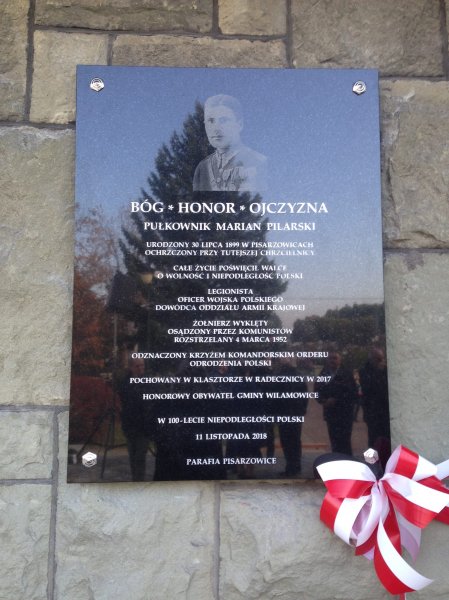 BÓG * HONOR * OJCZYZNA
PUŁKOWNIK MARIAN PILARSKI
URODZONY 30 LIPCA 1899 W PISARZOWICACH
OCHRZCZONY PRZY TUTEJSZEJ CHRZCIELNICY
CAŁE ŻYCIE POŚWIĘCIŁ WALCE
O WOLNOŚĆ I NIEPODLEGŁOŚĆ POLSKI
LEGIONISTA
OFICER WOJSKA POLSKIEGO
DOWÓDCA ODDZIAŁU ARMII KRAJOWEJ
ŻOŁNIERZ WYKLĘTY
OSĄDZONY PRZEZ KOMUNISTÓW
ROZSTRZELANY 4 MARCA 1952
ODZNACZONY KRZYŻEM KOMANDORSKIM ORDERU
ODRODZENIA POLSKI
POCHOWANY W KLASZTORZE W RADECZNICY W 2017
HONOROWY OBYWATEL GMINY WILAMOWICE
W 100-LECIE NIEPODLEGŁOŚCI POLSKI
11 LISTOPADA 2018
PARAFIA PISARZOWICE